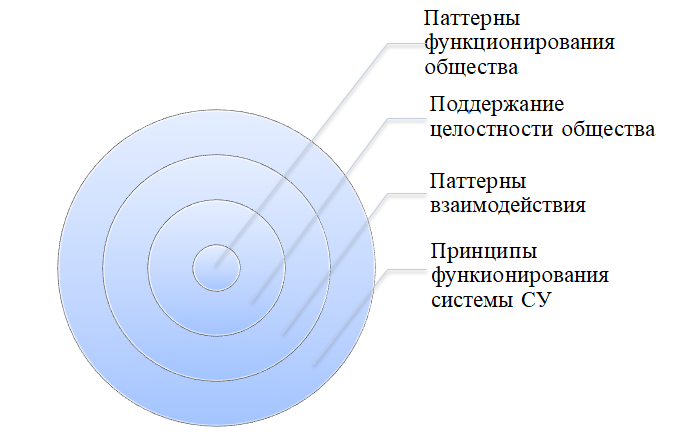 Паттерны
функционирования
общества
Поддержание
целостности общества
Паттерны
взаимодействия
Принципы
функионирования
системы СУ